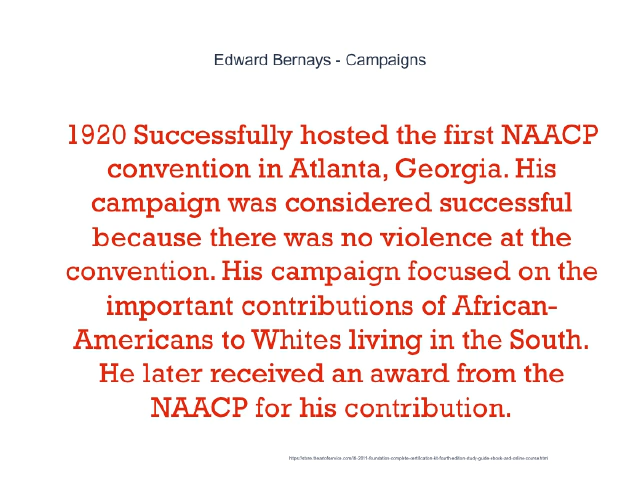 Edward Bernays - Campaigns
1920 Successfully hosted the first NAACP
convention in Atlanta, Georgia. His
campaign was considered successful
because there was no violence at the
convention. His campaign focused on the
important contributions of African-
Americans to Whites living in the South.
He later received an award from the
NAACP for his contribution.